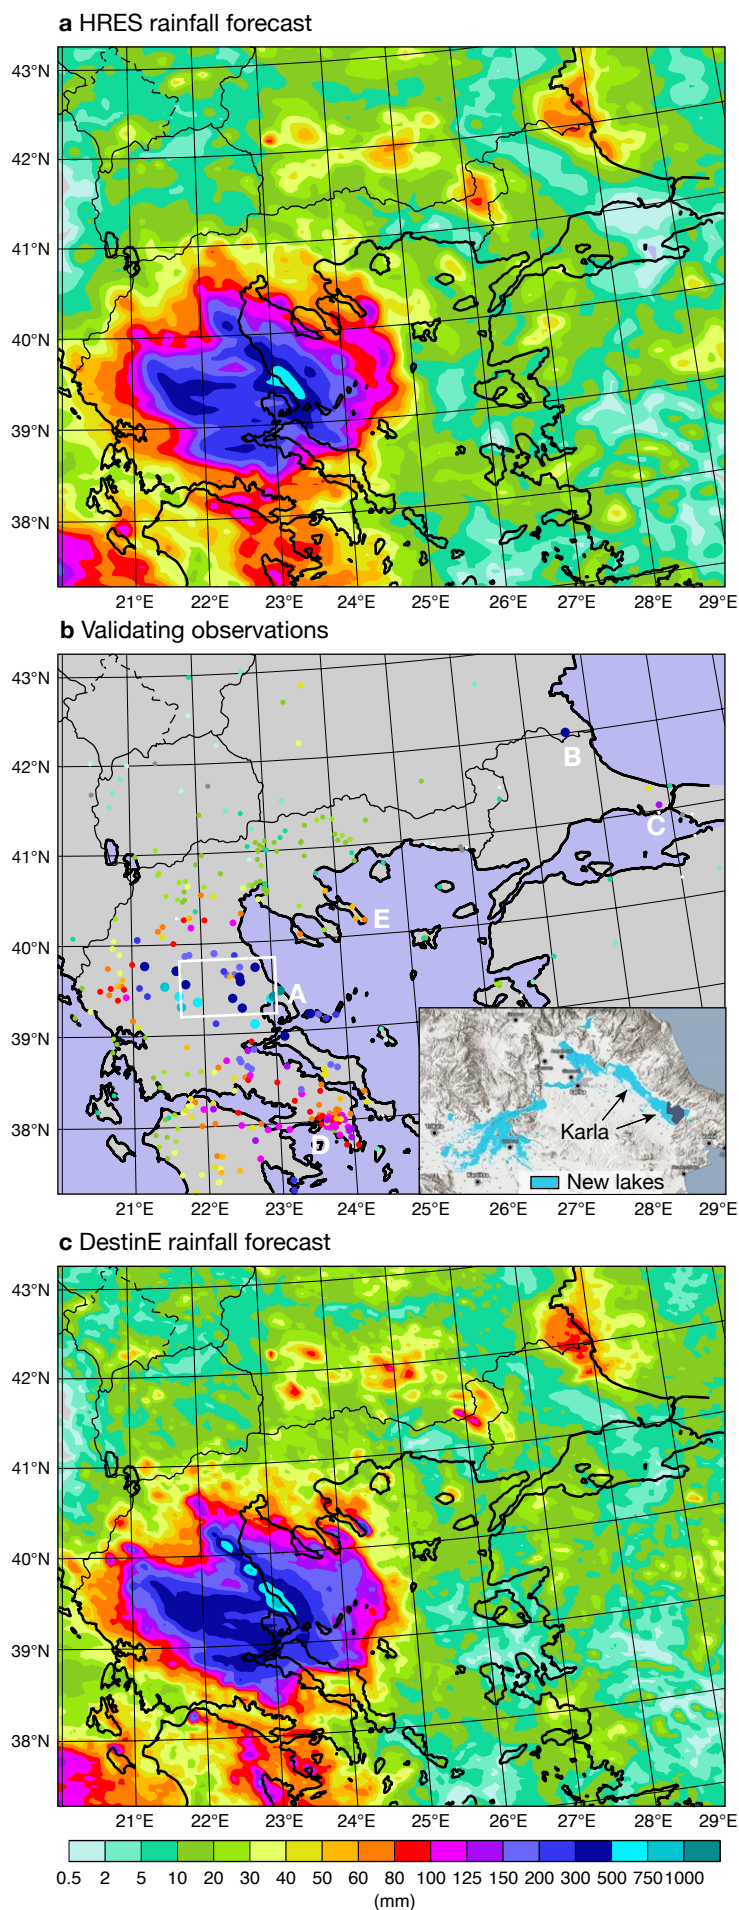 a HRES rainfall forecast
43°N
42°N
41°N
40°N
39°N
38°N
21°E 22°E 23°E 24°E 25°E 26°E 27°E 28°E 29°E
b Validating observations
43°N
42°N
B
C
41°N
E
40°N
A
39°N
38°N
D
Karla
New lakes
21°E 22°E 23°E 24°E 25°E 26°E 27°E 28°E 29°E
c DestinE rainfall forecast
43°N
42°N
41°N
40°N
39°N
38°N
21°E 22°E 23°E 24°E 25°E 26°E 27°E 28°E 29°E
0.5 2 5 10 20 30 40 50 60 80 100 125 150 200 300 500 750 1000
(mm)